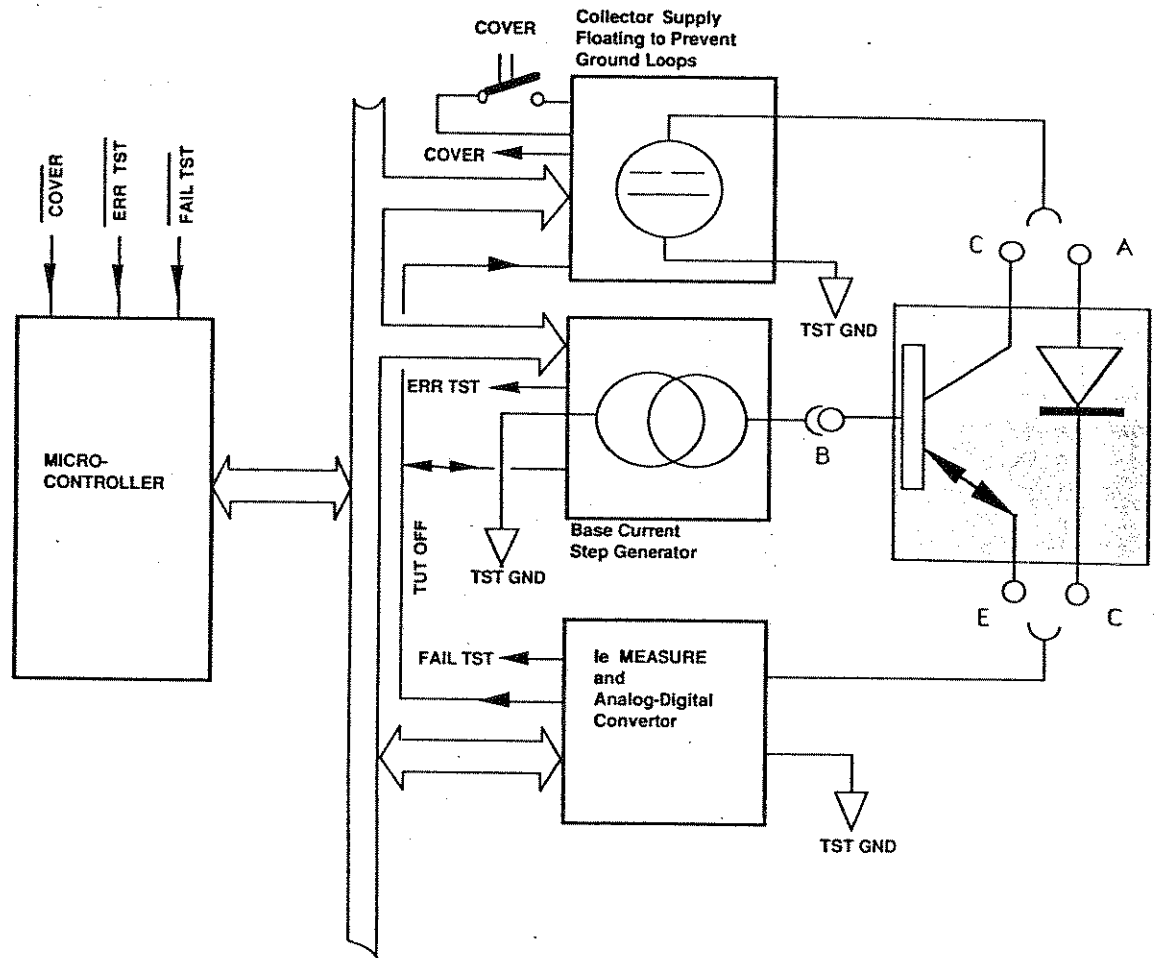 COVER
Collector Supply
Floating to Prevent
Ground Loops
COVER
ERR TST
FAIL TST
COVER
C
A
TST GND
ERR TST
B
MICRO-
CONTROLLER
TUT OFF
TST GND
Base Current
Step Generator
E
C
FAIL TST
Ie MEASURE
and
Analog-Digital
Convertor
TST GND